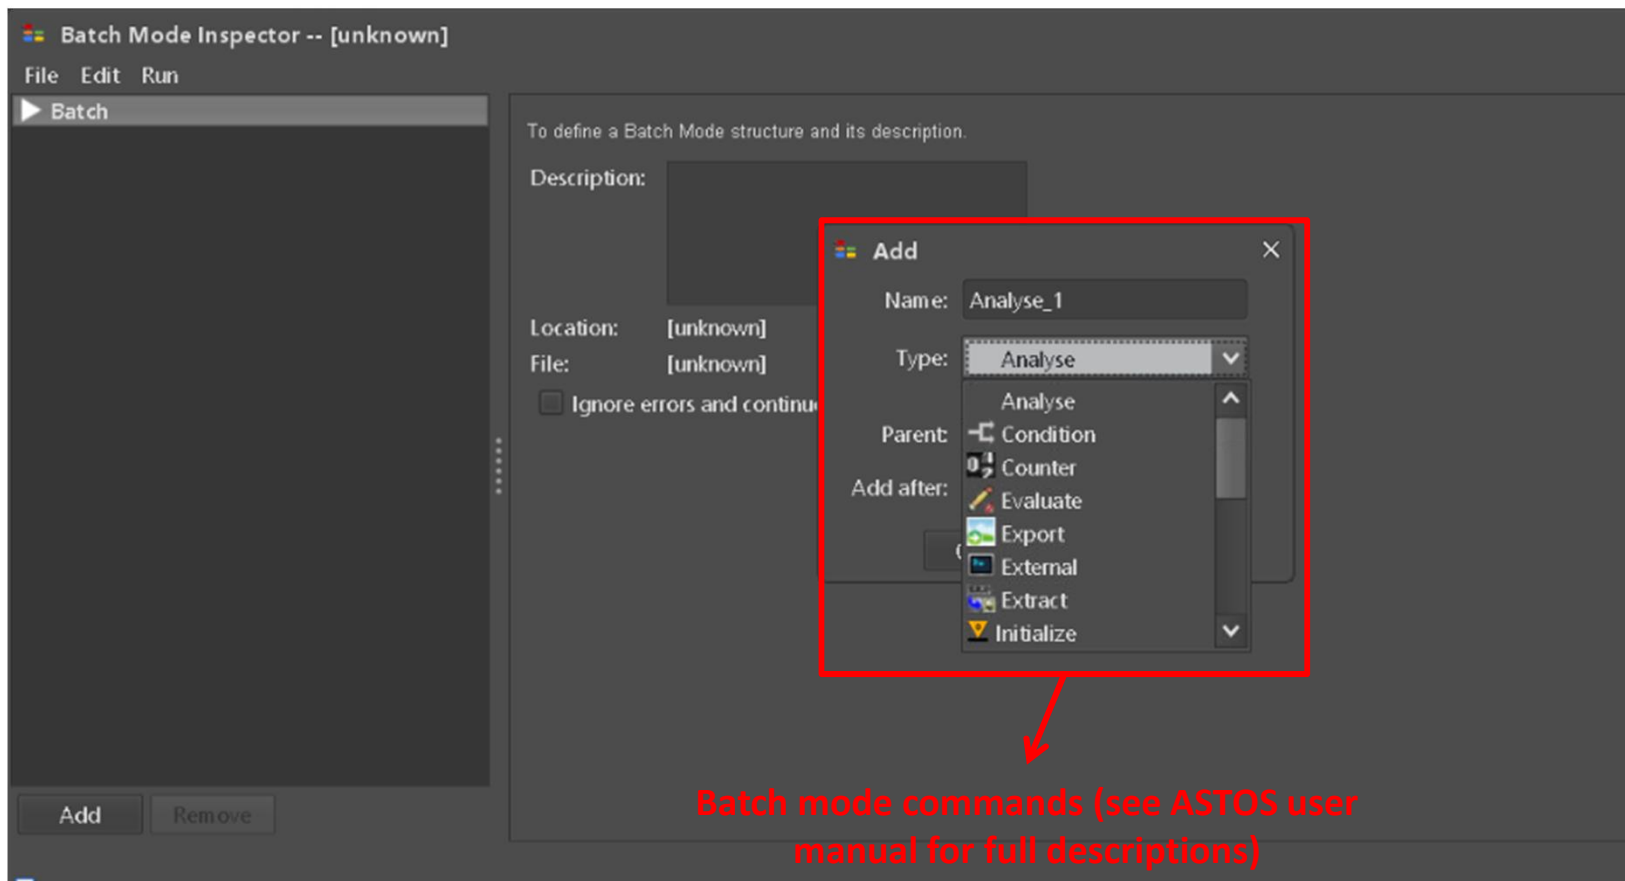 Batch Mode Inspector -- [unknown]
File Edit Run
Batch
To define a Batch Mode structure and its description.
Description:
Location: [unknown]
File: [unknown]
Ignore errors and continu
Add
Name: Analyse_1
Type: Analyse
Analyse
Parent: Condition
Counter
Add after: Evaluate
Export
External
Extract
Initialize
Add Remove
Batch mode commands (see ASTOS user
manual for full descriptions)